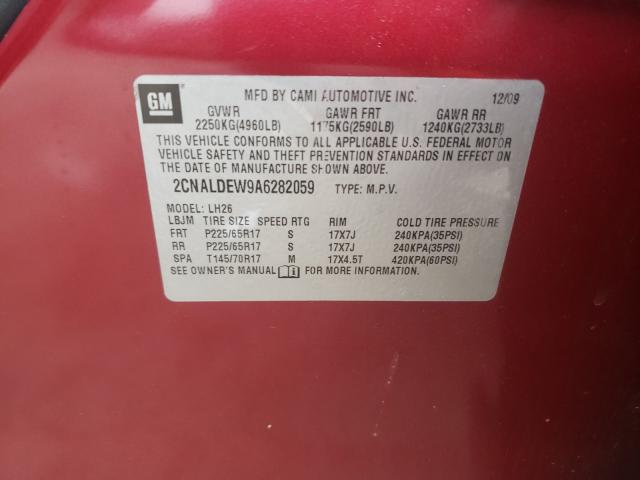 GM
MFD BY CAMI AUTOMOTIVE INC. 12/09
GVWR GAWR FRT GAWR RR
2250KG(4960LB) 1175KG(2590LB) 1240KG(2733LB)
THIS VEHICLE CONFORMS TO ALL APPLICABLE U.S. FEDERAL MOTOR
VEHICLE SAFETY AND THEFT PREVENTION STANDARDS IN EFFECT ON
THE DATE OF MANUFACTURE SHOWN ABOVE.
2CNALDEW9A6282059 TYPE: M.P.V.
MODEL: LH26
LBJM TIRE SIZE SPEED RTG RIM COLD TIRE PRESSURE
FRT P225/65R17 S 17X7J 240KPA(35PSI)
RR P225/65R17 S 17X7J 240KPA(35PSI)
SPA T145/70R17 M 17X4.5T 420KPA(60PSI)
SEE OWNER'S MANUAL FOR MORE INFORMATION.